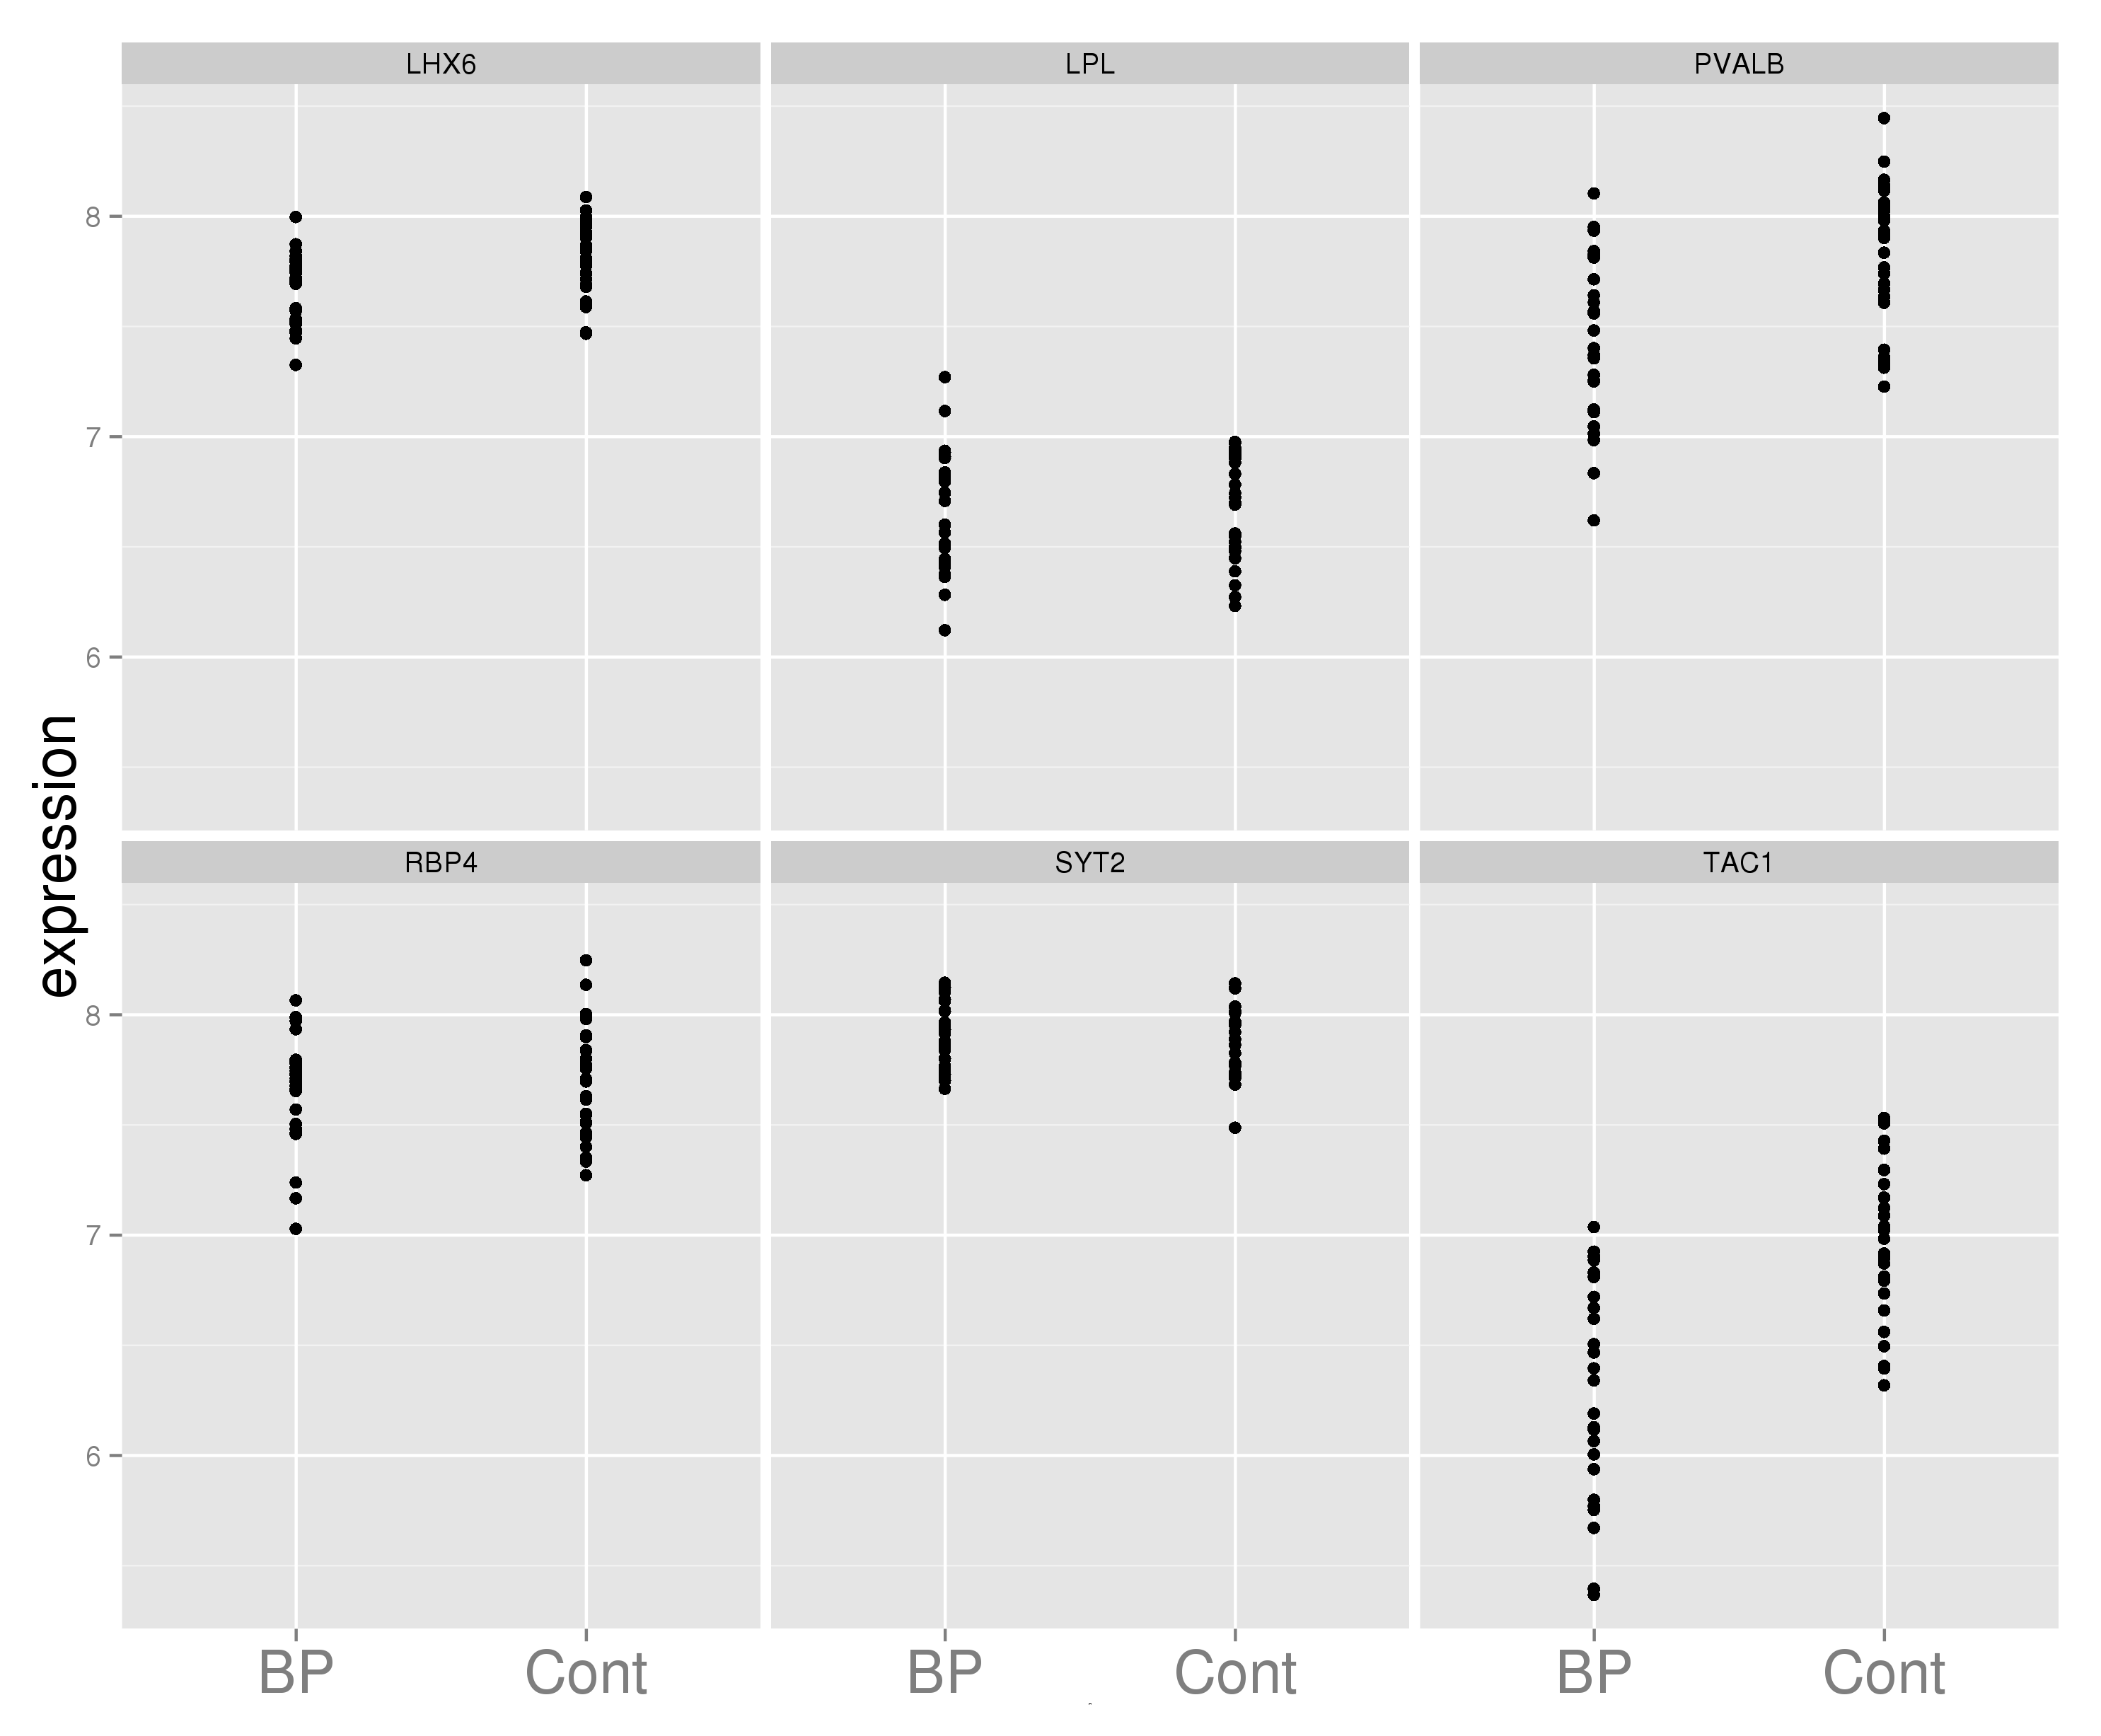 LHX6 LPL PVALB
8
7
6
expression
RBP4 SYT2 TAC1
8
7
6
BP Cont BP Cont BP Cont